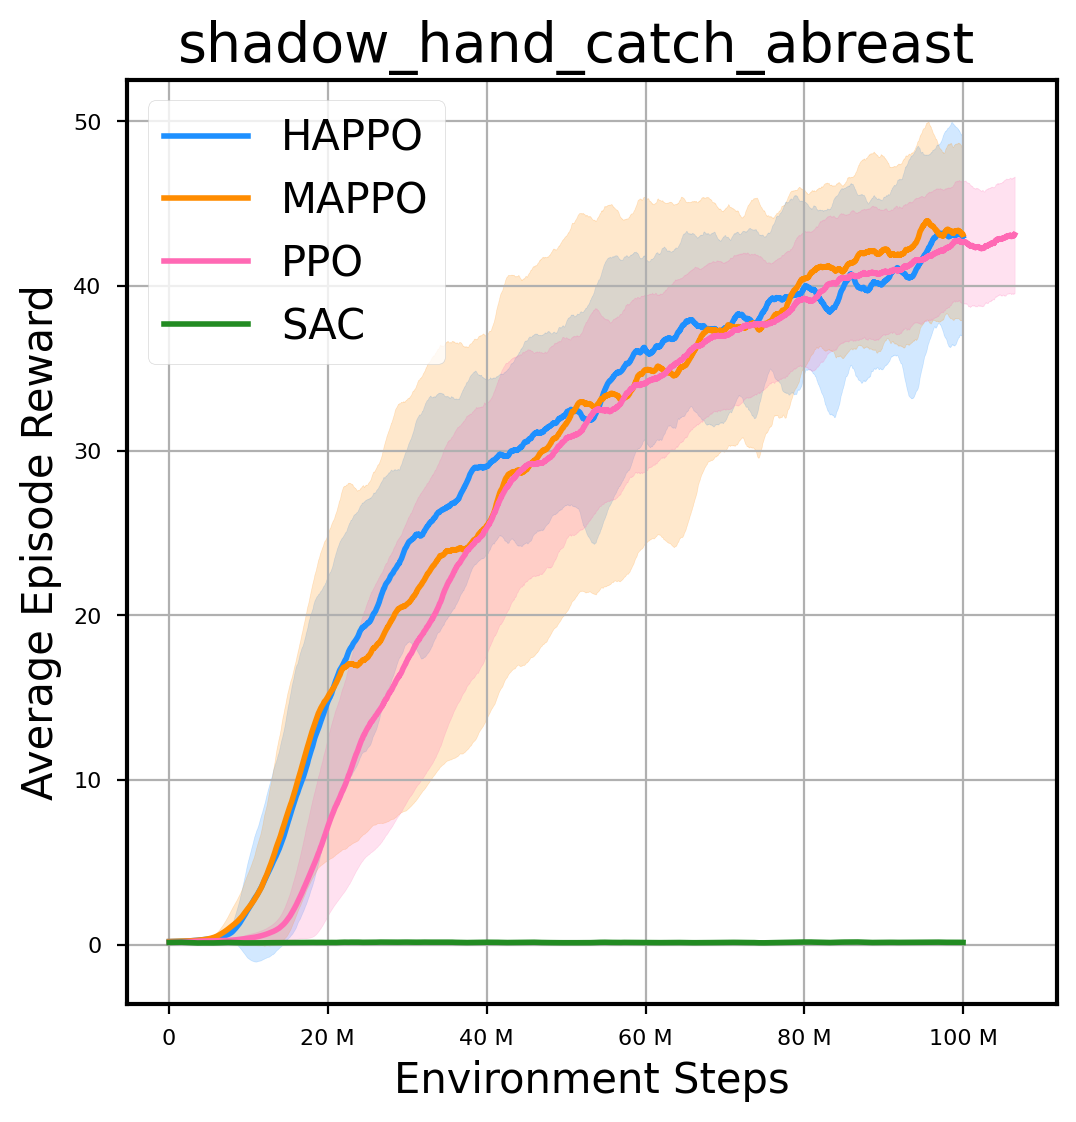 shadow_hand_catch_abreast
HAPPO
MAPPO
PPO
SAC
Average Episode Reward
50
40
30
20
10
0
0
20 M
40 M
60 M
80 M
100 M
Environment Steps